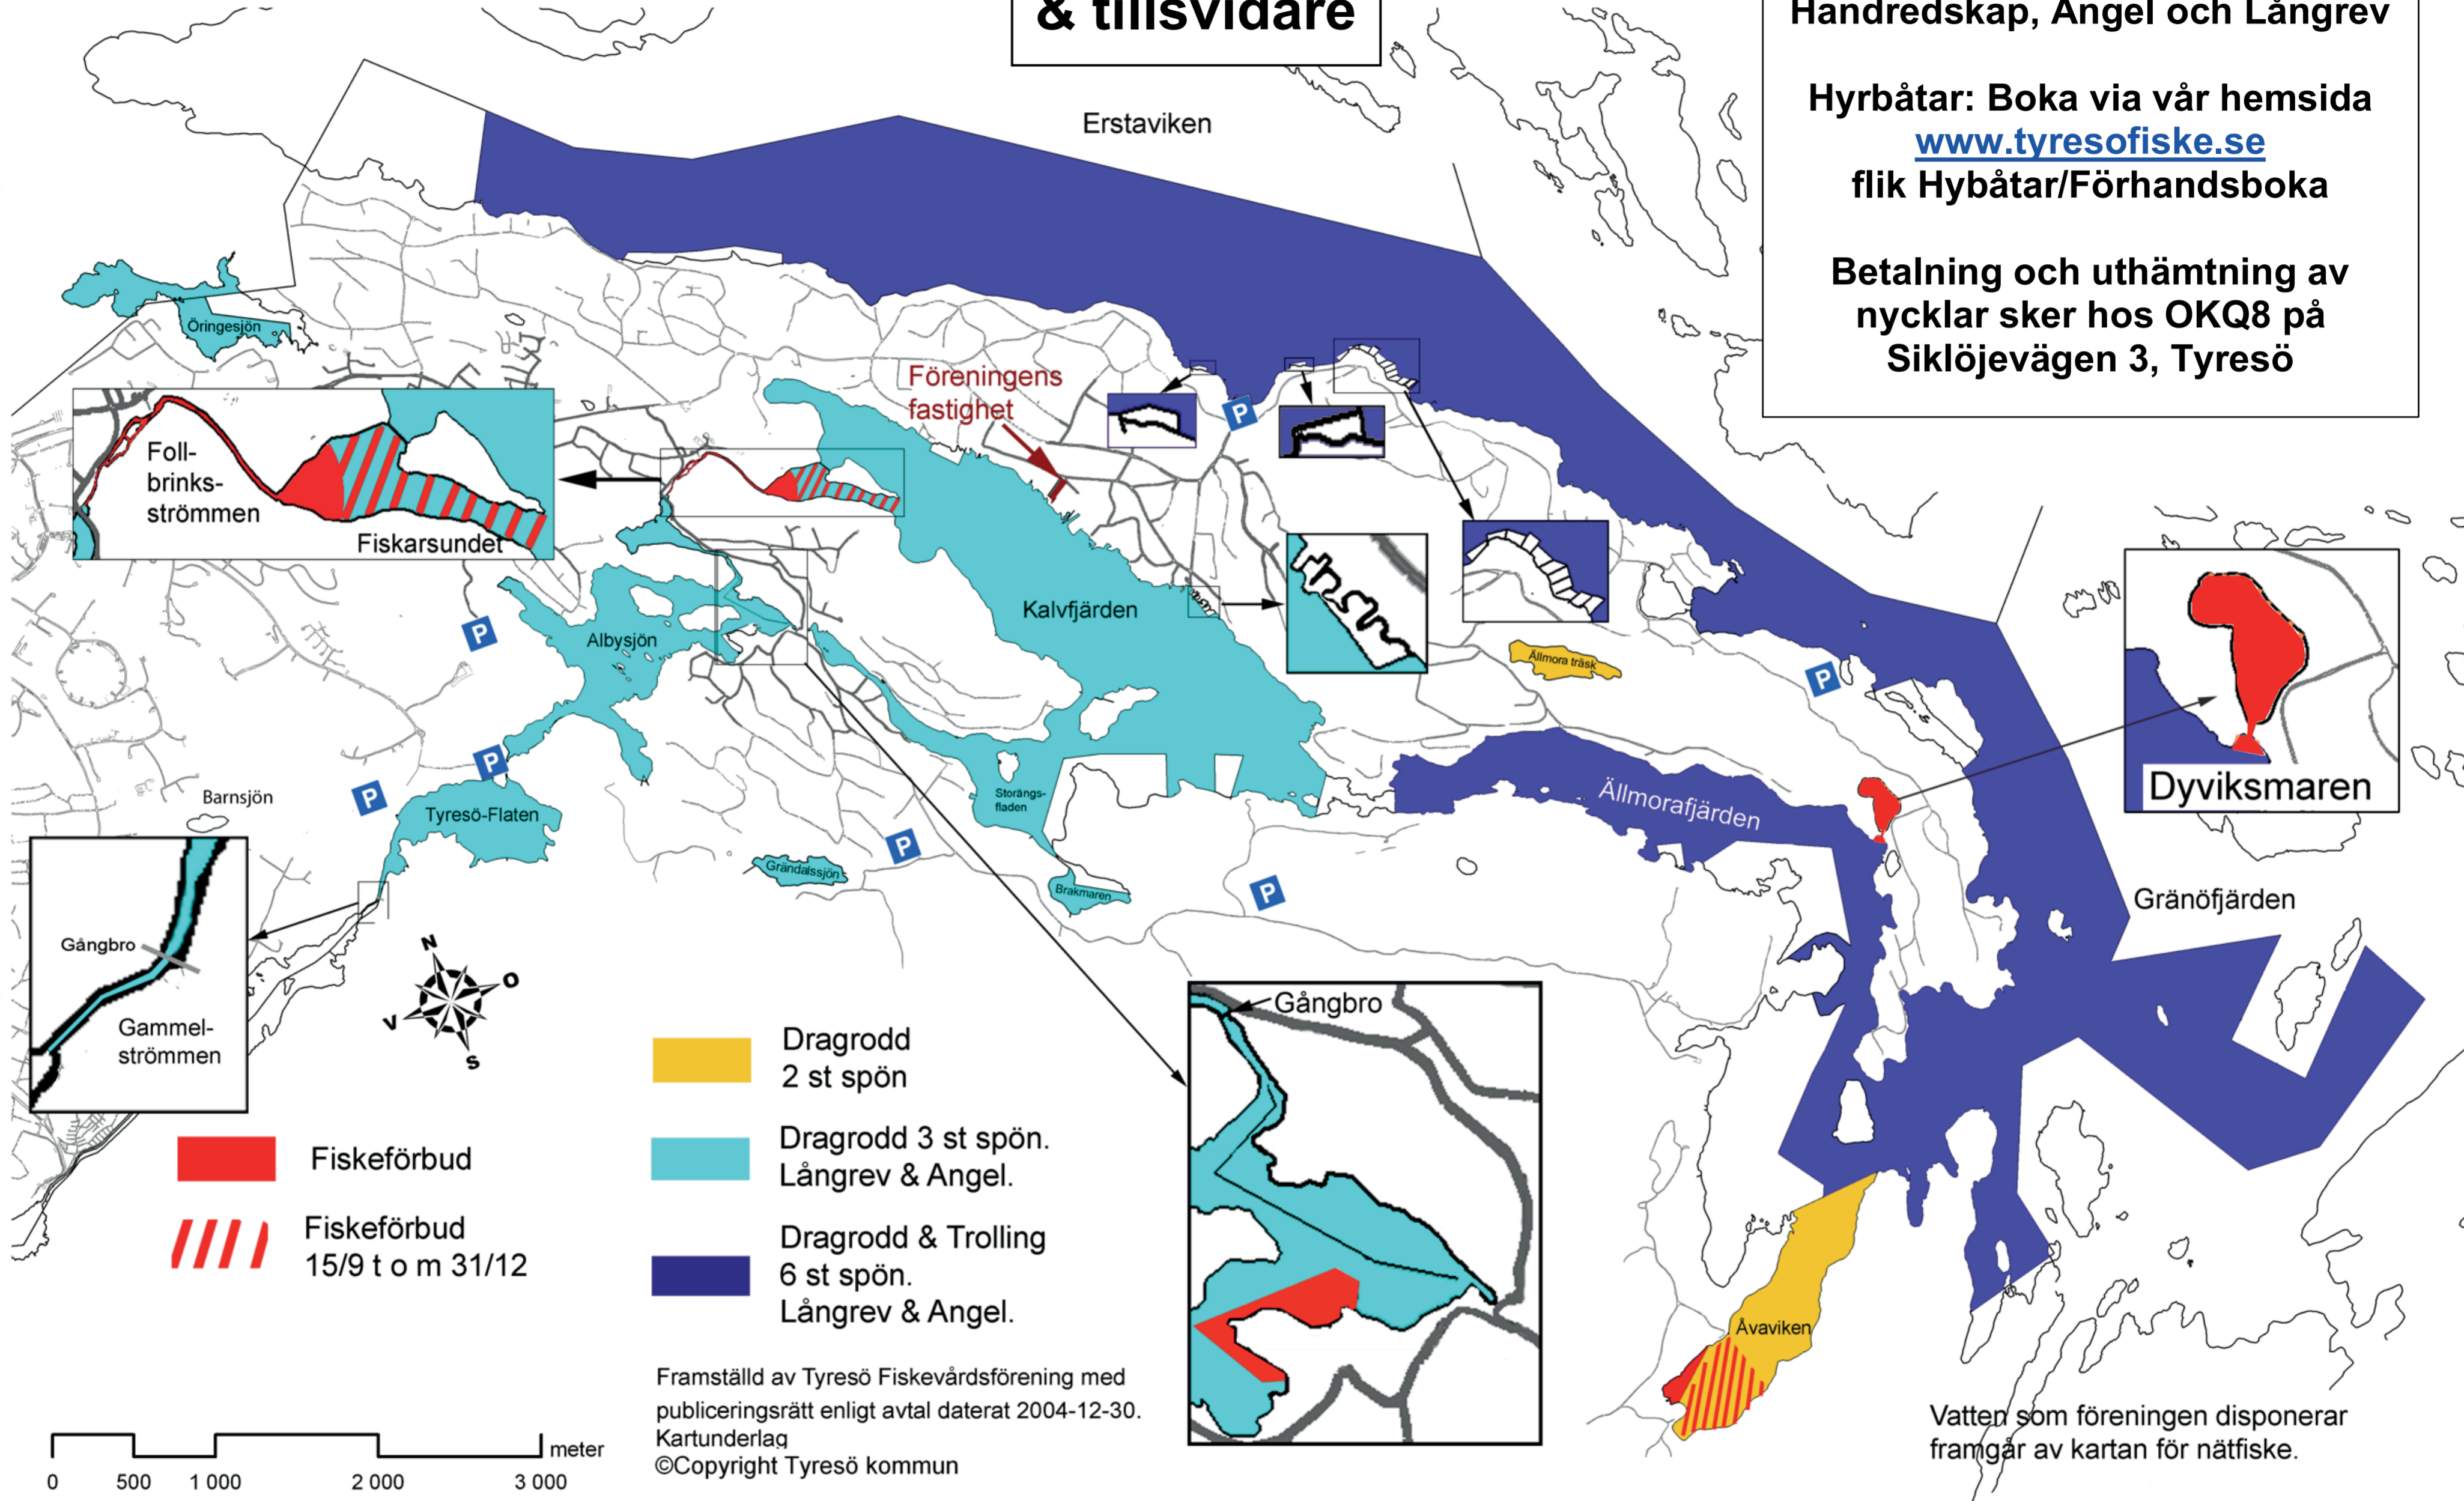 & tillsvidare
Handredskap, Angel och Långrev
Hyrbåtar: Boka via vår hemsida
www.tyresofiske.se
flik Hybåtar/Förhandsboka
Betalning och uthämtning av
nycklar sker hos OKQ8 på
Siklöjevägen 3, Tyresö
Erstaviken
Öringesjön
Föreningens
fastighet
P
Foll-
brinks-
strömmen
Fiskarsundet
Kalvfjärden
Albysjön
P
Ällmora träsk
P
Dyviksmaren
P
P
Barnsjön
Tyresö-Flaten
Storängs-
fladen
Ällmorafjärden
P
Grändalssjön
Brakmaren
P
Gränöfjärden
Gångbro
Gammel-
strömmen
N
O
V
S
Gångbro
Dragrodd
2 st spön
Dragrodd 3 st spön.
Långrev & Angel.
Dragrodd & Trolling
6 st spön.
Långrev & Angel.
Fiskeförbud
Fiskeförbud
15/9 t o m 31/12
Åvaviken
Framställd av Tyresö Fiskevårdsförening med
publiceringsrätt enligt avtal daterat 2004-12-30.
Kartunderlag
©Copyright Tyresö kommun
Vatten som föreningen disponerar
framgår av kartan för nätfiske.
meter
0 500 1 000 2 000 3 000